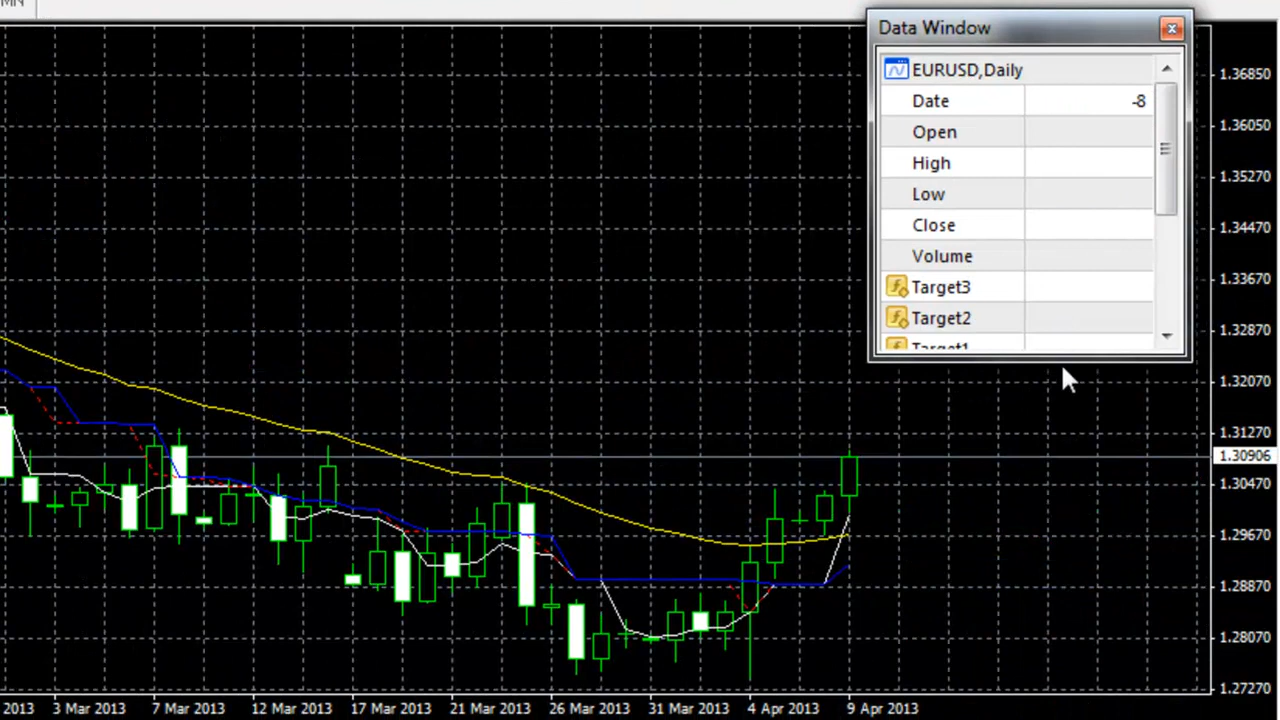 MN
Data Window
EURUSD,Daily
Date -8
Open
High
Low
Close
Volume
Target3
Target2
Target1
1.36850
1.36050
1.35270
1.34470
1.33670
1.32870
1.32070
1.31270
1.30906
1.30470
1.29670
1.28870
1.28070
1.27270
2013 3 Mar 2013 7 Mar 2013 12 Mar 2013 17 Mar 2013 21 Mar 2013 26 Mar 2013 31 Mar 2013 4 Apr 2013 9 Apr 2013